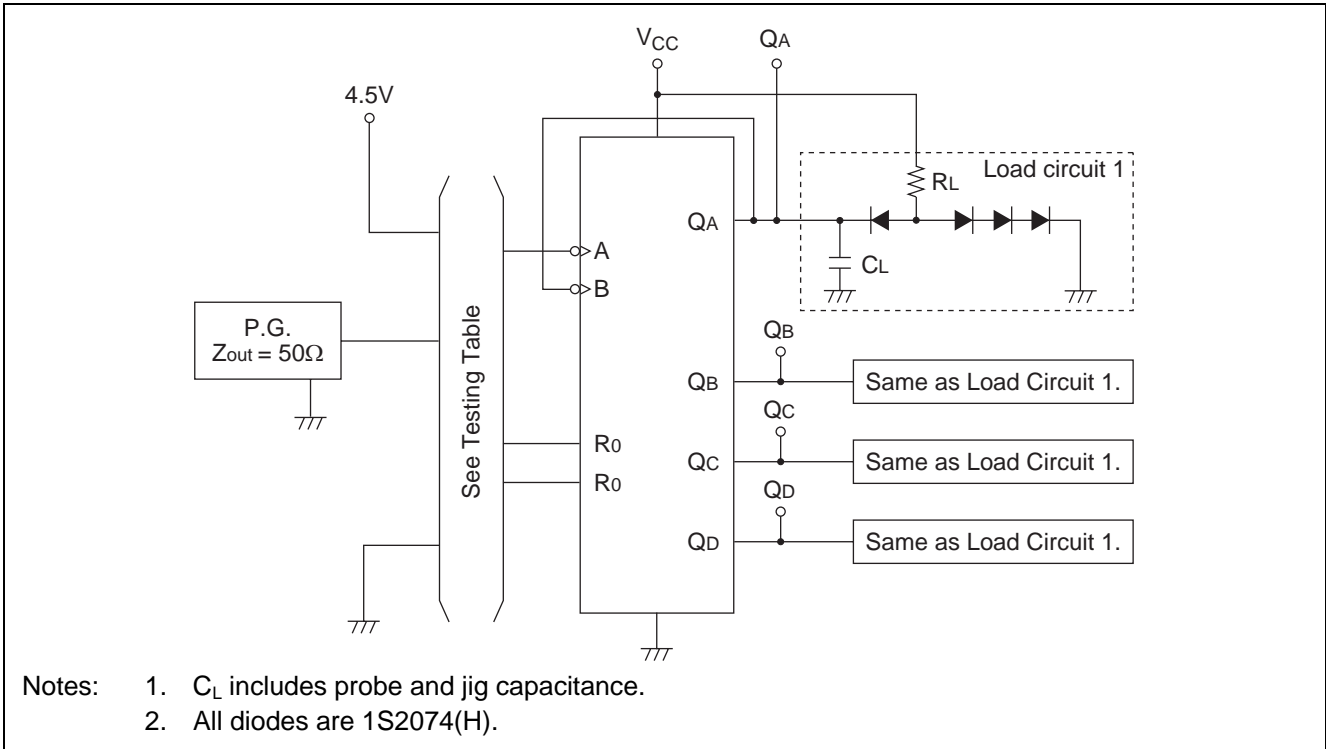 VCC
QA
4.5V
Load circuit 1
RL
QA
A
CL
B
P.G.
Zout = 50Ω
See Testing Table
QB
QB
Same as Load Circuit 1.
QC
R0
QC
Same as Load Circuit 1.
R0
QD
QD
Same as Load Circuit 1.
Notes: 1. CL includes probe and jig capacitance.
2. All diodes are 1S2074(H).